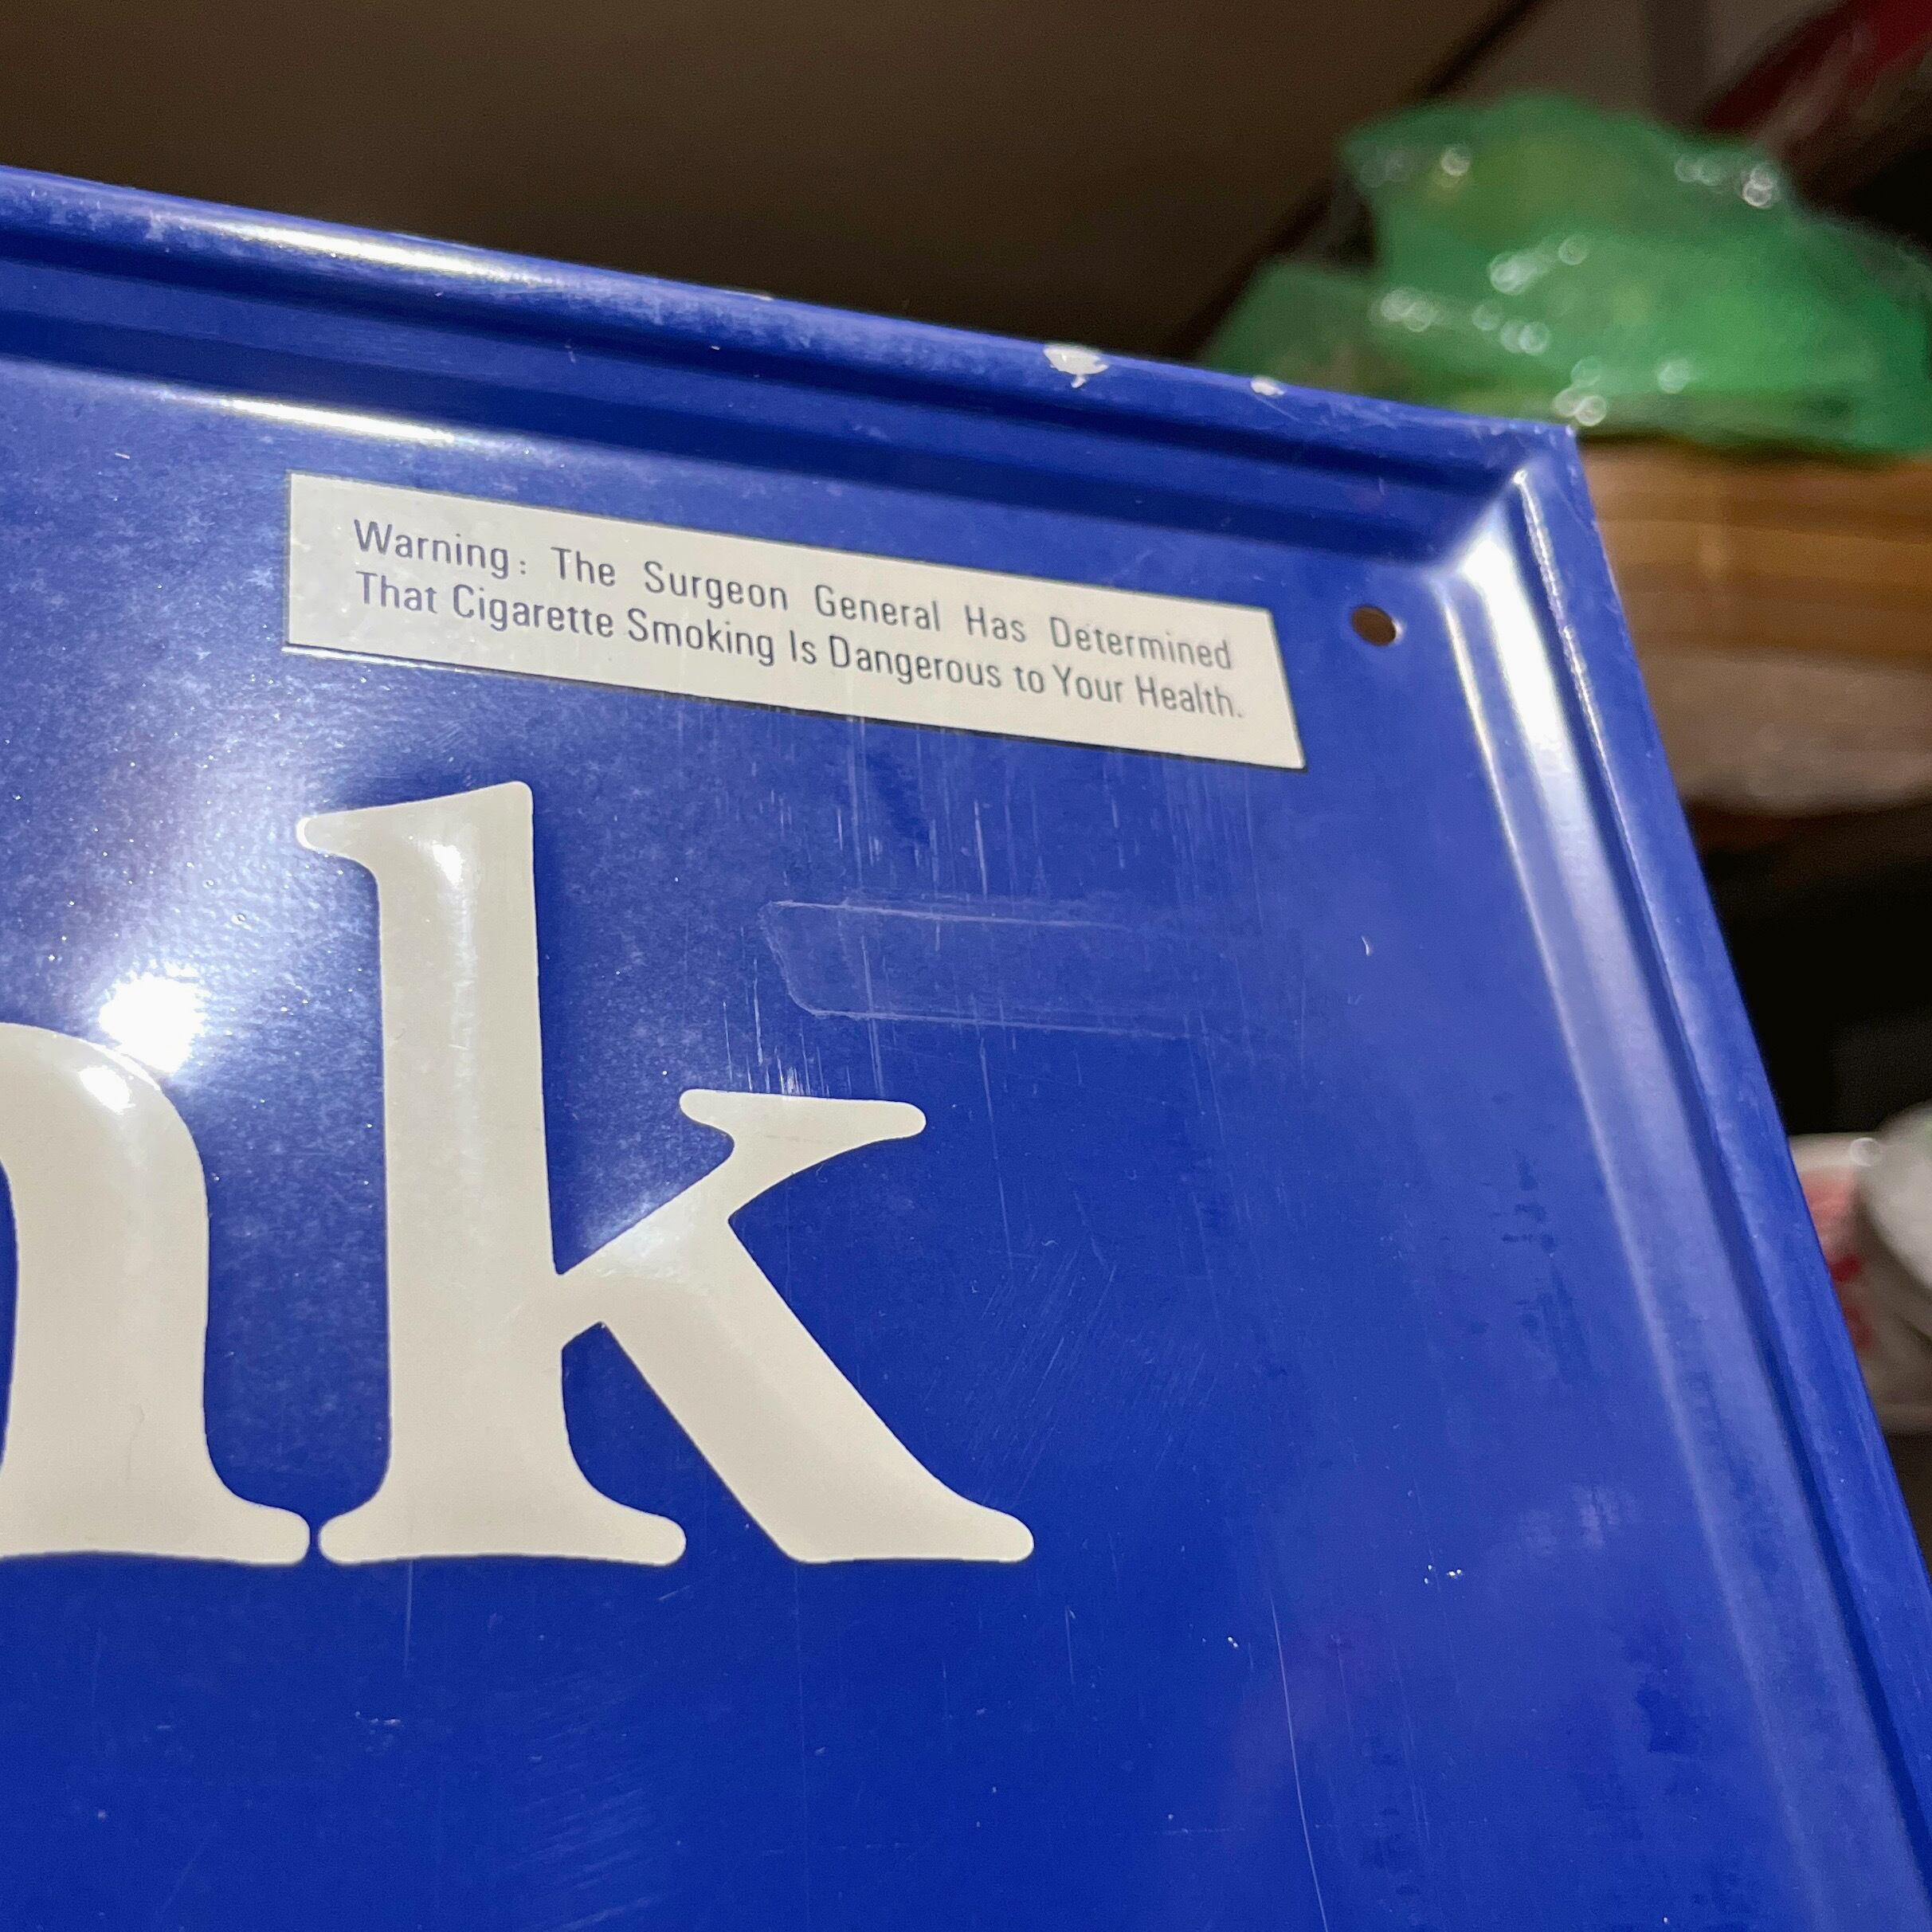 Warning: The Surgeon General Has Determined
That Cigarette Smoking Is Dangerous to Your Health.
nk